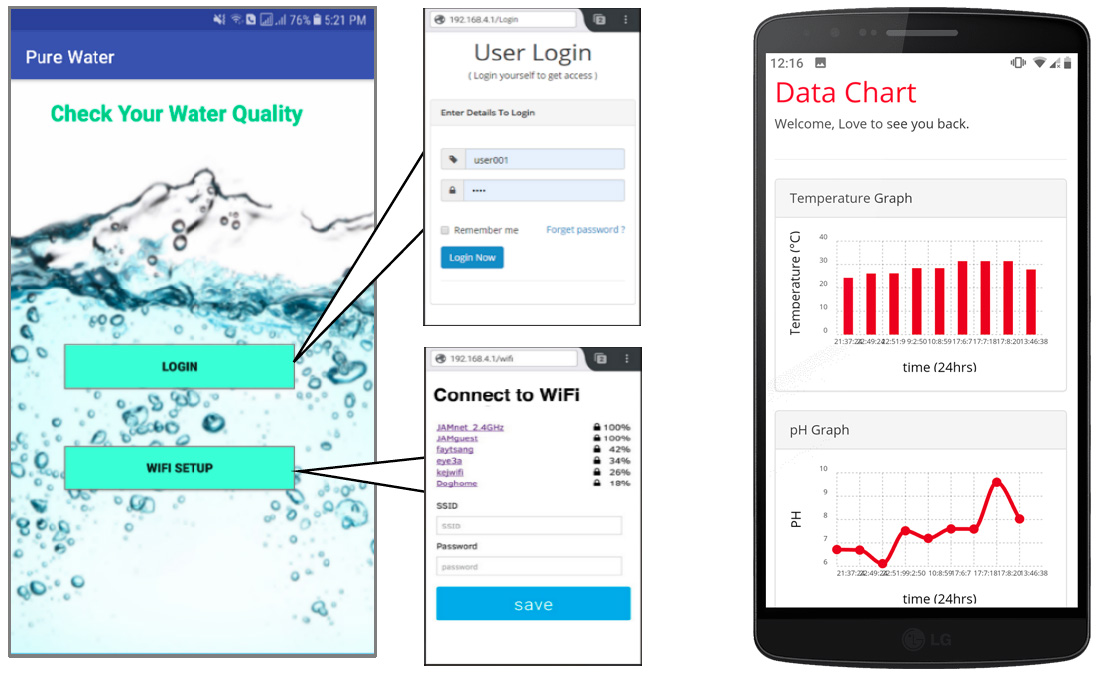 76% 5:21 PM
Pure Water
Check Your Water Quality
LOGIN
WIFI SETUP
192.168.4.1/Login
User Login
( Login yourself to get access )
Enter Details To Login
user001
Remember me
Forget password ?
Login Now
192.168.4.1/wifi
Connect to WiFi
JAMnet_2.4GHz 100%
JAMguest 100%
faytsang 42%
eye3a 34%
kejwifi 26%
Doghome 18%
SSID
SSID
Password
password
save
12:16
Data Chart
Welcome, Love to see you back.
Temperature Graph
Temperature (°C)
40
30
20
10
0
21:37:24 22:49:24 22:51:9 9:2:50 10:8:59 17:6:7 17:7:18 17:8:20 13:46:38
time (24hrs)
pH Graph
PH
10
9
8
7
6
21:37:24 22:49:24 22:51:9 9:2:50 10:8:59 17:6:7 17:7:18 17:8:20 13:46:38
time (24hrs)
LG